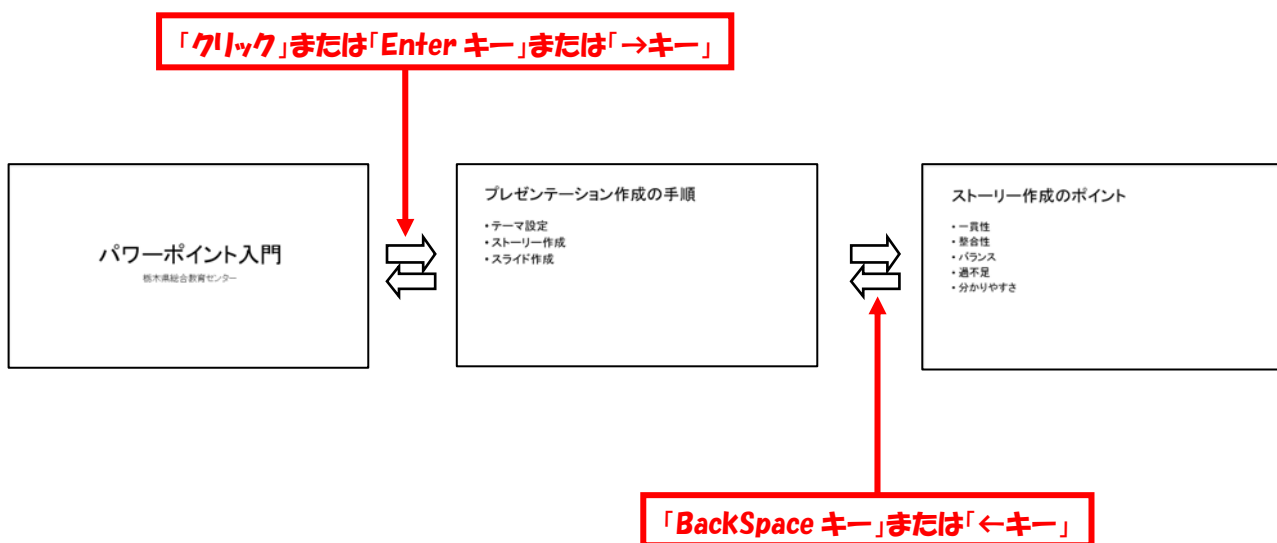 「クリック」または「Enter キー」または「→キー」
パワーポイント入門
栃木県総合教育センター
プレゼンテーション作成の手順
・テーマ設定
・ストーリー作成
・スライド作成
ストーリー作成のポイント
・一貫性
・整合性
・バランス
・過不足
・分かりやすさ
「BackSpace キー」または「←キー」